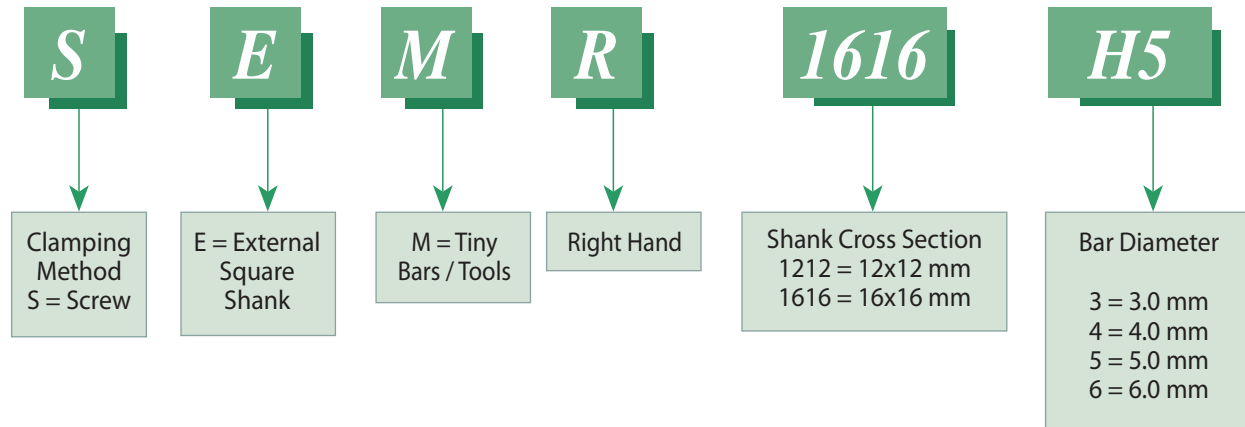 S E M R 1616 H5
Clamping
Method
S = Screw
E = External
Square
Shank
M = Tiny
Bars / Tools
Right Hand
Shank Cross Section
1212 = 12x12 mm
1616 = 16x16 mm
Bar Diameter
3 = 3.0 mm
4 = 4.0 mm
5 = 5.0 mm
6 = 6.0 mm